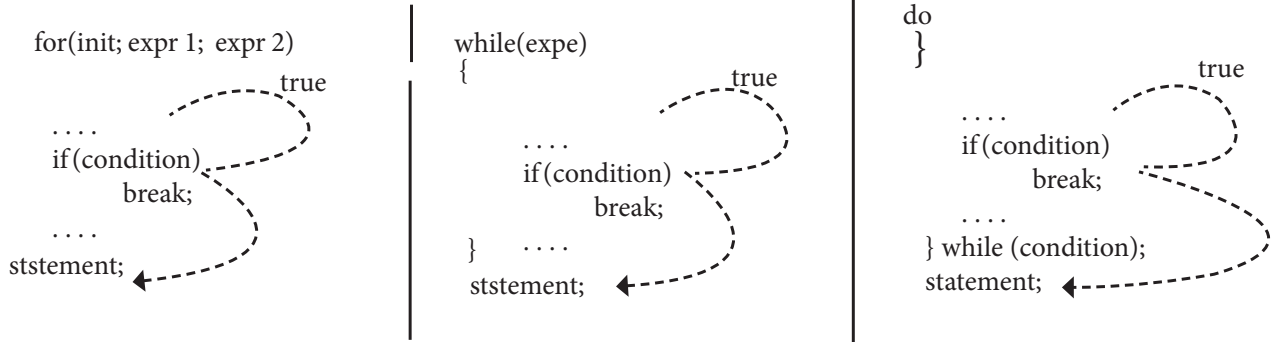 for(init; expr 1; expr 2)
true
. . . .
if (condition)
break;
. . . .
ststement;
while(expe)
{
true
. . . .
if (condition)
break;
} . . . .
ststement;
do
}
true
. . . .
if (condition)
break;
. . . .
} while (condition);
statement;